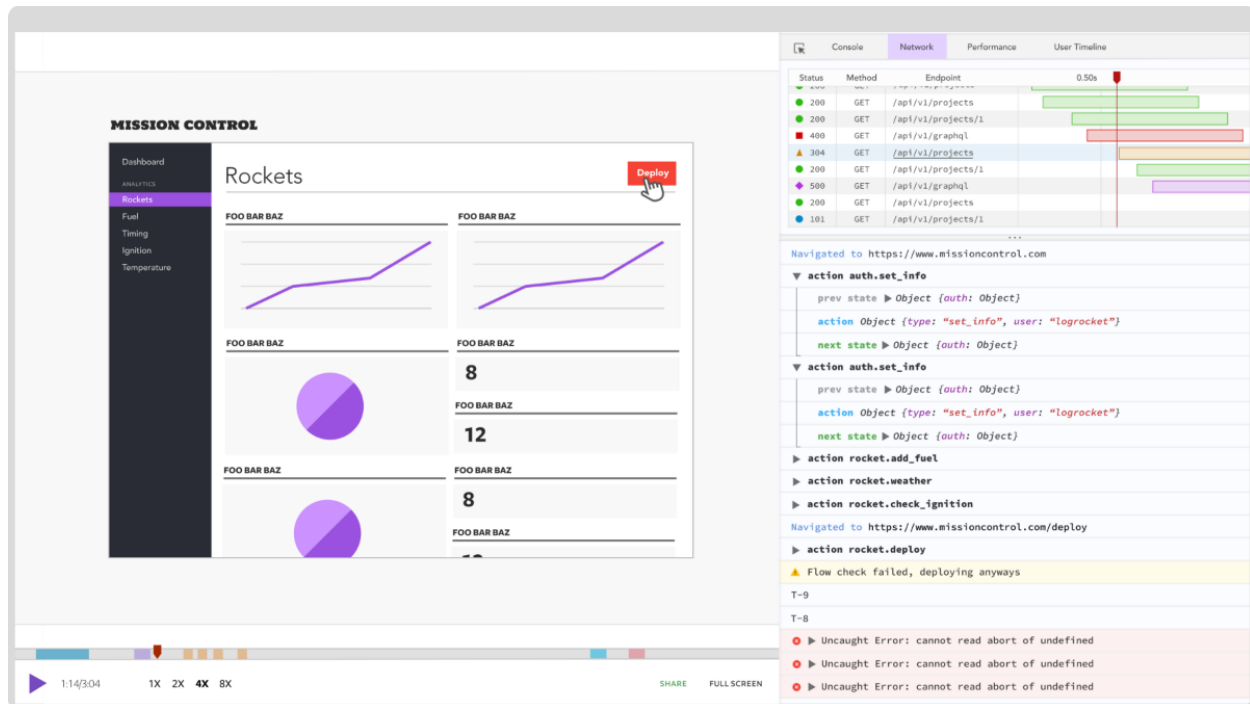 MISSION CONTROL
Dashboard
ANALYTICS
Rockets
Fuel
Timing
Ignition
Temperature
Rockets
Deploy
FOO BAR BAZ
FOO BAR BAZ
FOO BAR BAZ
FOO BAR BAZ
8
FOO BAR BAZ
12
FOO BAR BAZ
FOO BAR BAZ
8
FOO BAR BAZ
1:14/3:04 1X 2X 4X 8X SHARE FULL SCREEN
Console Network Performance User Timeline
Status Method Endpoint 0.50s
200 GET /api/v1/projects
200 GET /api/v1/projects/1
400 GET /api/v1/graphql
304 GET /api/v1/projects
200 GET /api/v1/projects/1
500 GET /api/v1/graphql
200 GET /api/v1/projects
101 GET /api/v1/projects/1
Navigated to https://www.missioncontrol.com
action auth.set_info
prev state Object {auth: Object}
action Object {type: “set_info”, user: “logrocket”}
next state Object {auth: Object}
action auth.set_info
prev state Object {auth: Object}
action Object {type: “set_info”, user: “logrocket”}
next state Object {auth: Object}
action rocket.add_fuel
action rocket.weather
action rocket.check_ignition
Navigated to https://www.missioncontrol.com/deploy
action rocket.deploy
Flow check failed, deploying anyways
T-9
T-8
Uncaught Error: cannot read abort of undefined
Uncaught Error: cannot read abort of undefined
Uncaught Error: cannot read abort of undefined